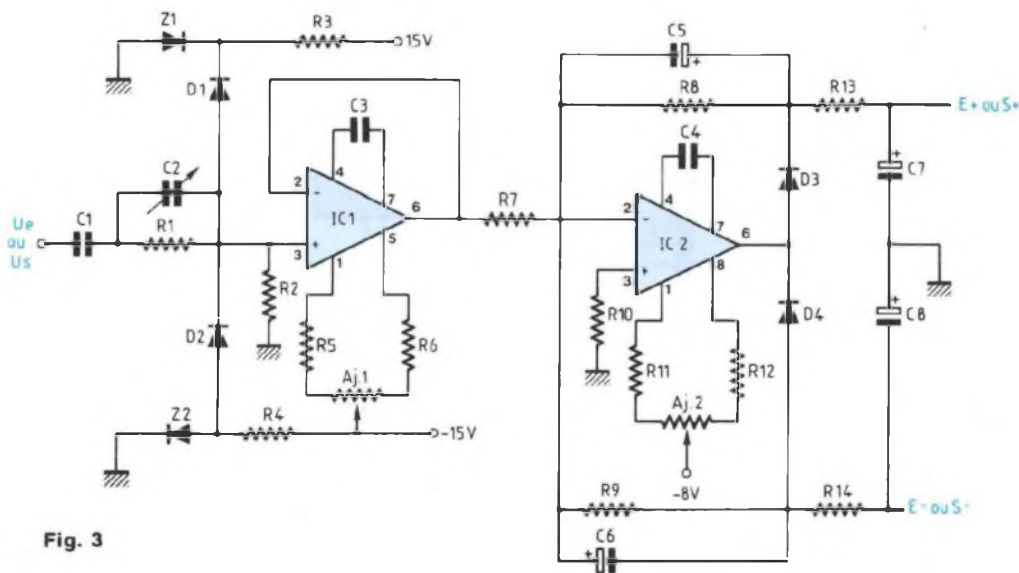 Z1
R3
15V
D1
C2
C1
R1
Ue
ou
Us
R2
D2
Z2
R4
-15V
C3
2
-
4
7
6
IC1
+
3
1
5
R5
R6
Aj.1
R7
C5
+
R8
R13
E+ ou S+
C4
2
-
4
7
6
IC 2
+
3
1
8
R10
R11
R12
Aj.2
-8V
D3
D4
+
C7
+
C8
R9
R14
E- ou S-
C6
+
Fig. 3